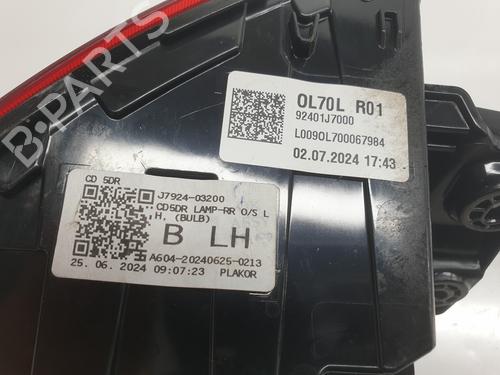 OL70L R01
92401J7000
L009OL700067984
02.07.2024 17:43
CD 5DR
J7924-03200
CD5DR LAMP-RR O/S L
H, (BULB)
B LH
A604-20240625-0213
25. 06. 2024 09:07:23 PLAKOR
B-PARTS